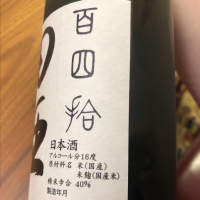 百四拾
日本酒
アルコール分16度
原材料名 米(国産)
米麹(国産米)
精米歩合 40%
製造年月